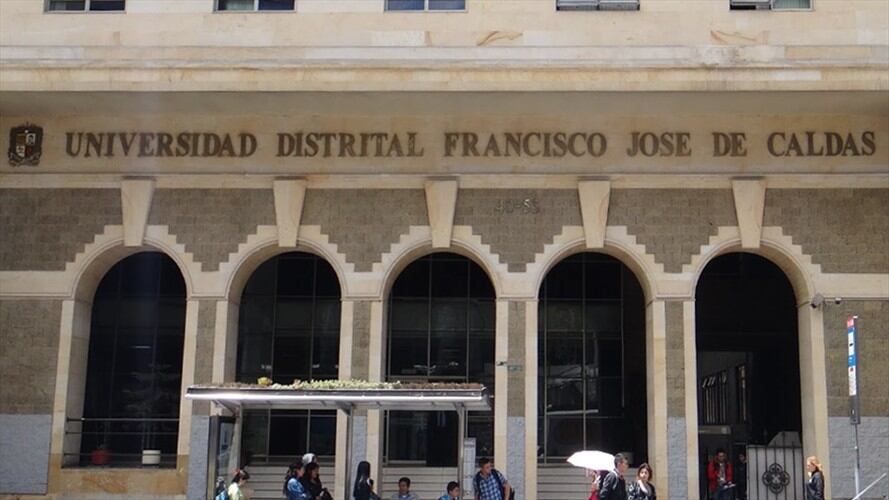 UNIVERSIDAD DISTRITAL FRANCISCO JOSE DE CALDAS